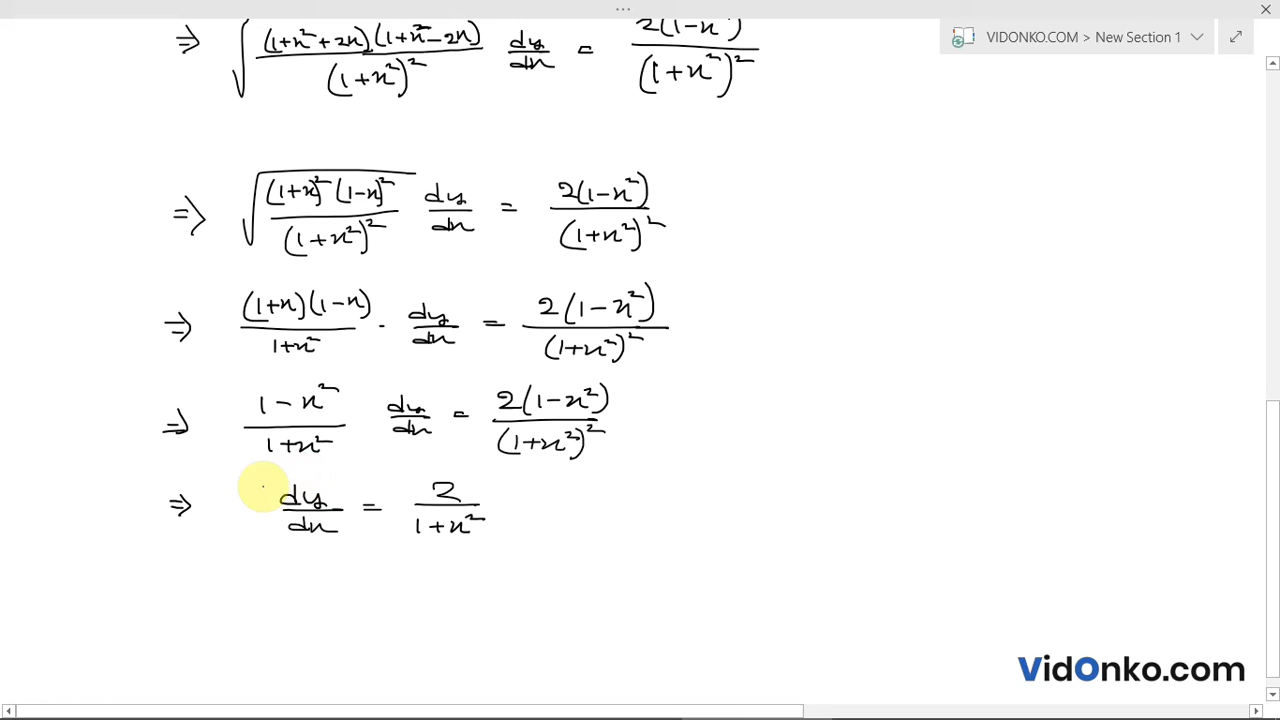 VIDONKO.COM > New Section 1
⇒ √((1+x²+2x)(1+x²−2x)/(1+x²)²) dy/dx = 2(1−x²)/(1+x²)²
⇒ √((1+x)²(1−x)²/(1+x²)²) dy/dx = 2(1−x²)/(1+x²)²
⇒ (1+x)(1−x)/1+x² · dy/dx = 2(1−x²)/(1+x²)²
⇒ 1−x²/1+x² dy/dx = 2(1−x²)/(1+x²)²
⇒ dy/dx = 2/1+x²
VidOnko.com